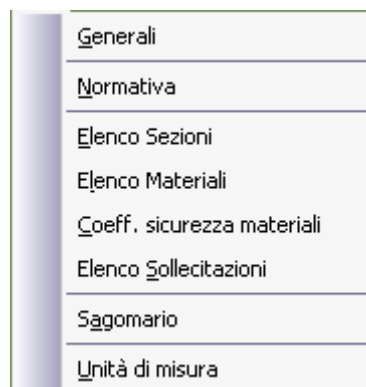 Generali
Normativa
Elenco Sezioni
Elenco Materiali
Coeff. sicurezza materiali
Elenco Sollecitazioni
Sagomario
Unità di misura